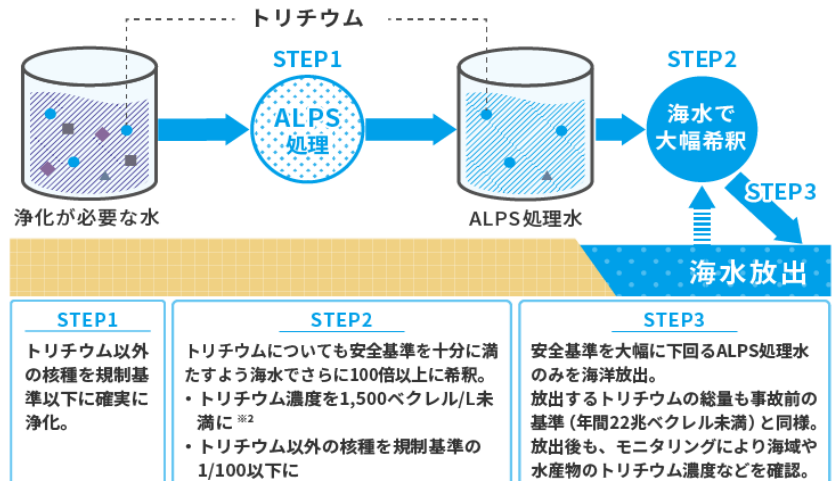 トリチウム
STEP1
STEP2
ALPS
処理
海水で
大幅希釈
STEP3
浄化が必要な水
ALPS処理水
海水放出
STEP1
トリチウム以外
の核種を規制基
準以下に確実に
浄化。
STEP2
トリチウムについても安全基準を十分に満
たすよう海水でさらに100倍以上に希釈。
・トリチウム濃度を1,500ベクレル/L未
満に ※2
・トリチウム以外の核種を規制基準の
1/100以下に
STEP3
安全基準を大幅に下回るALPS処理水
のみを海洋放出。
放出するトリチウムの総量も事故前の
基準（年間22兆ベクレル未満）と同様。
放出後も、モニタリングにより海域や
水産物のトリチウム濃度などを確認。